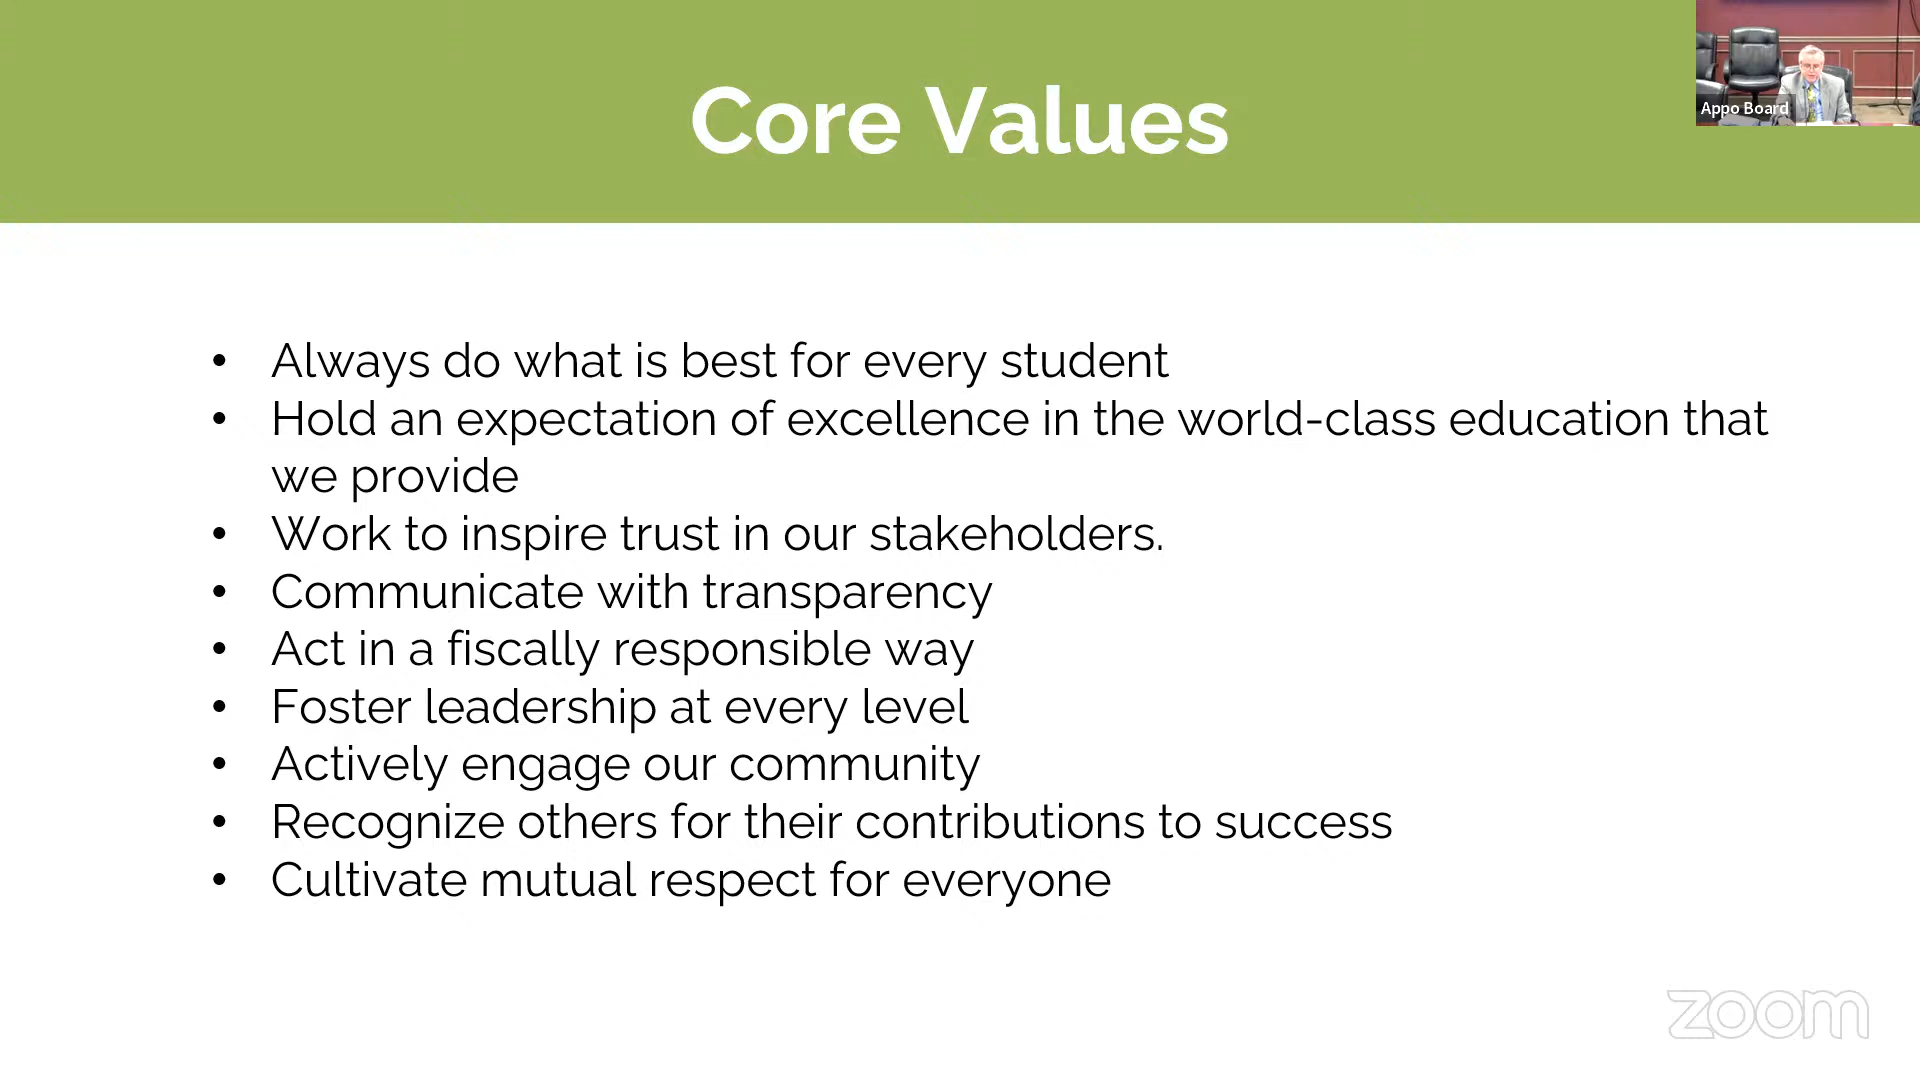 Core Values
Appo Board
• Always do what is best for every student
• Hold an expectation of excellence in the world-class education that
we provide
• Work to inspire trust in our stakeholders.
• Communicate with transparency
• Act in a fiscally responsible way
• Foster leadership at every level
• Actively engage our community
• Recognize others for their contributions to success
• Cultivate mutual respect for everyone
zoom